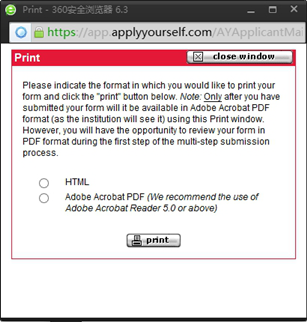 Print - 360安全浏览器 6.3
https://app.applyyourself.com/AYApplicantMai
Print
close window
Please indicate the format in which you would like to print your
form and click the "print" button below. Note: Only after you have
submitted your form will it be available in Adobe Acrobat PDF
format (as the institution will see it) using this Print window.
However, you will have the opportunity to review your form in
PDF format during the first step of the multi-step submission
process.
HTML
Adobe Acrobat PDF (We recommend the use of
Adobe Acrobat Reader 5.0 or above)
print